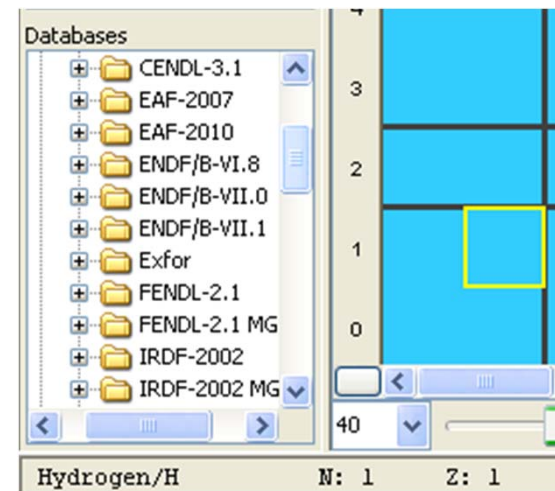 Databases
CENDL-3.1
EAF-2007
EAF-2010
ENDF/B-VI.8
ENDF/B-VII.0
ENDF/B-VII.1
Exfor
FENDL-2.1
FENDL-2.1 MG
IRDF-2002
IRDF-2002 MG
4
3
2
1
0
40
Hydrogen/H N: 1 Z: 1